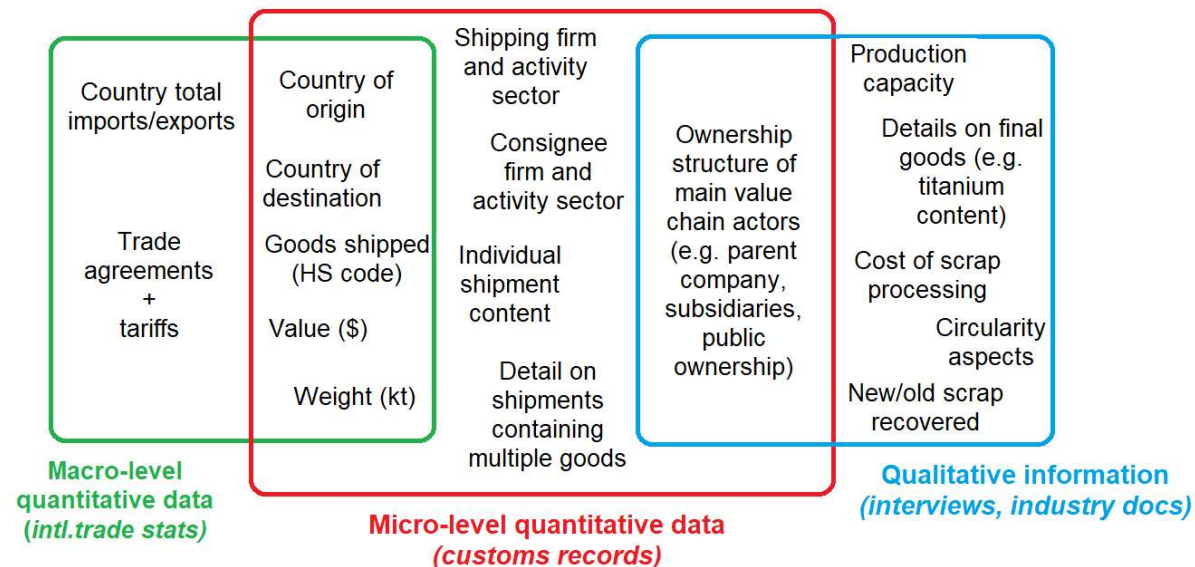 Country total
imports/exports
Trade
agreements
+
tariffs
Country of
origin
Country of
destination
Goods shipped
(HS code)
Value ($)
Weight (kt)
Shipping firm
and activity
sector
Consignee
firm and
activity sector
Individual
shipment
content
Detail on
shipments
containing
multiple goods
Ownership
structure of
main value
chain actors
(e.g. parent
company,
subsidiaries,
public
ownership)
Production
capacity
Details on final
goods (e.g.
titanium
content)
Cost of scrap
processing
Circularity
aspects
New/old scrap
recovered
Macro-level
quantitative data
(intl.trade stats)
Micro-level quantitative data
(customs records)
Qualitative information
(interviews, industry docs)